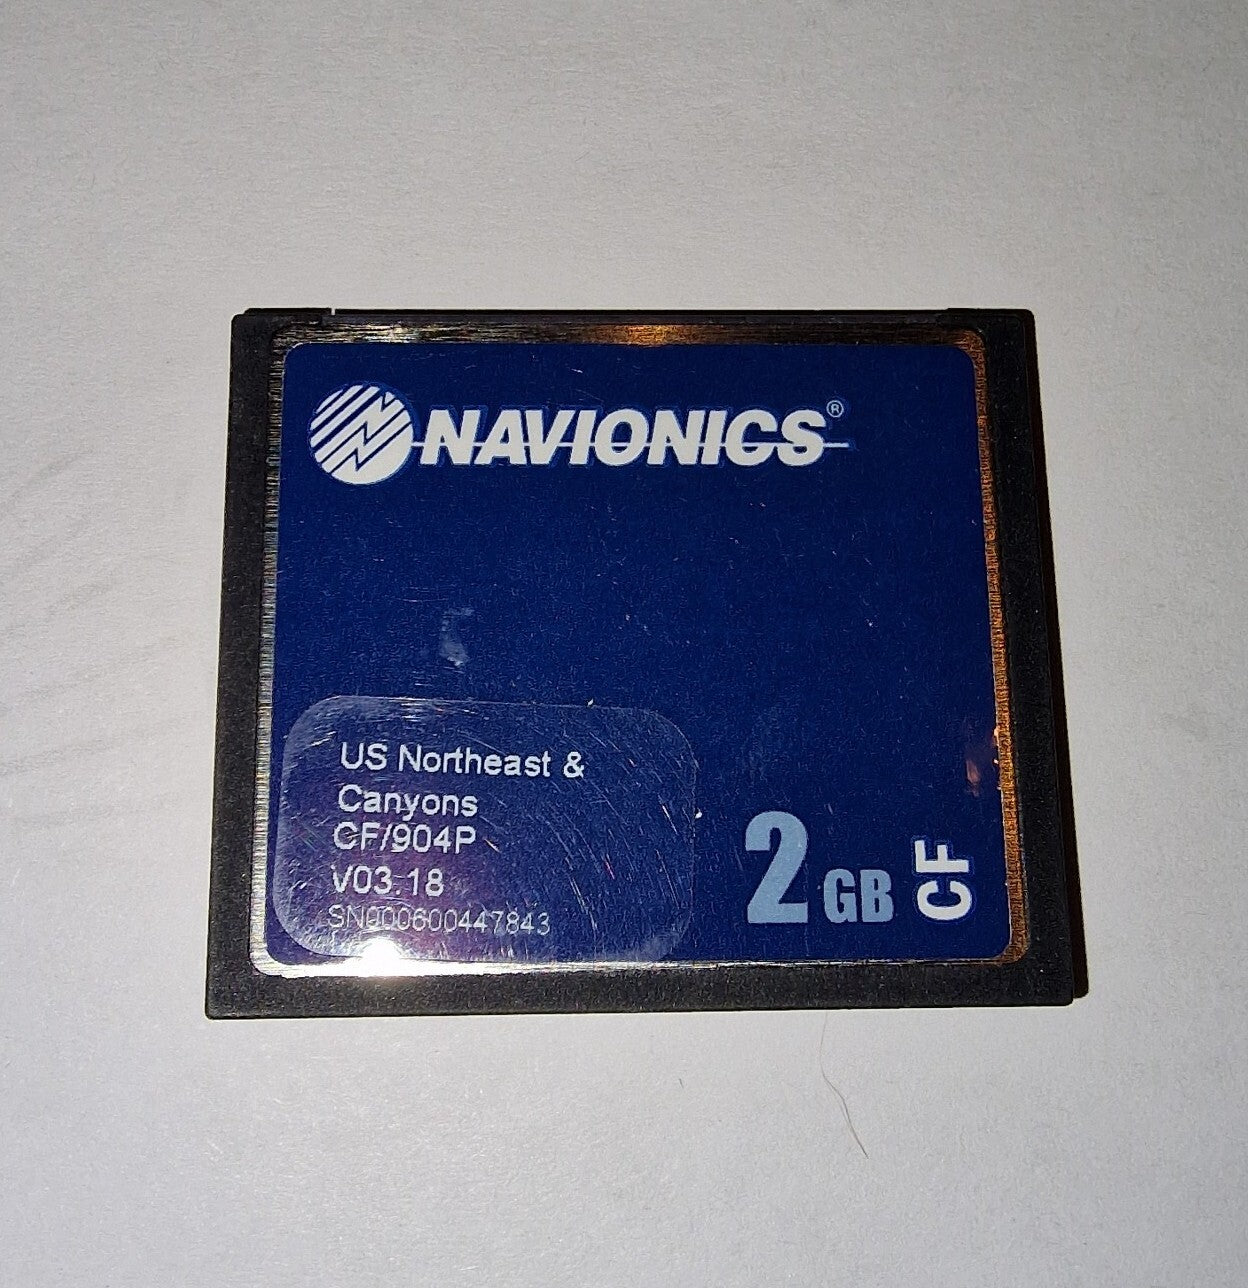 NAVIONICS®
US Northeast &
Canyons
CF/904P
v03.18
SN000600447843
2 GB CF